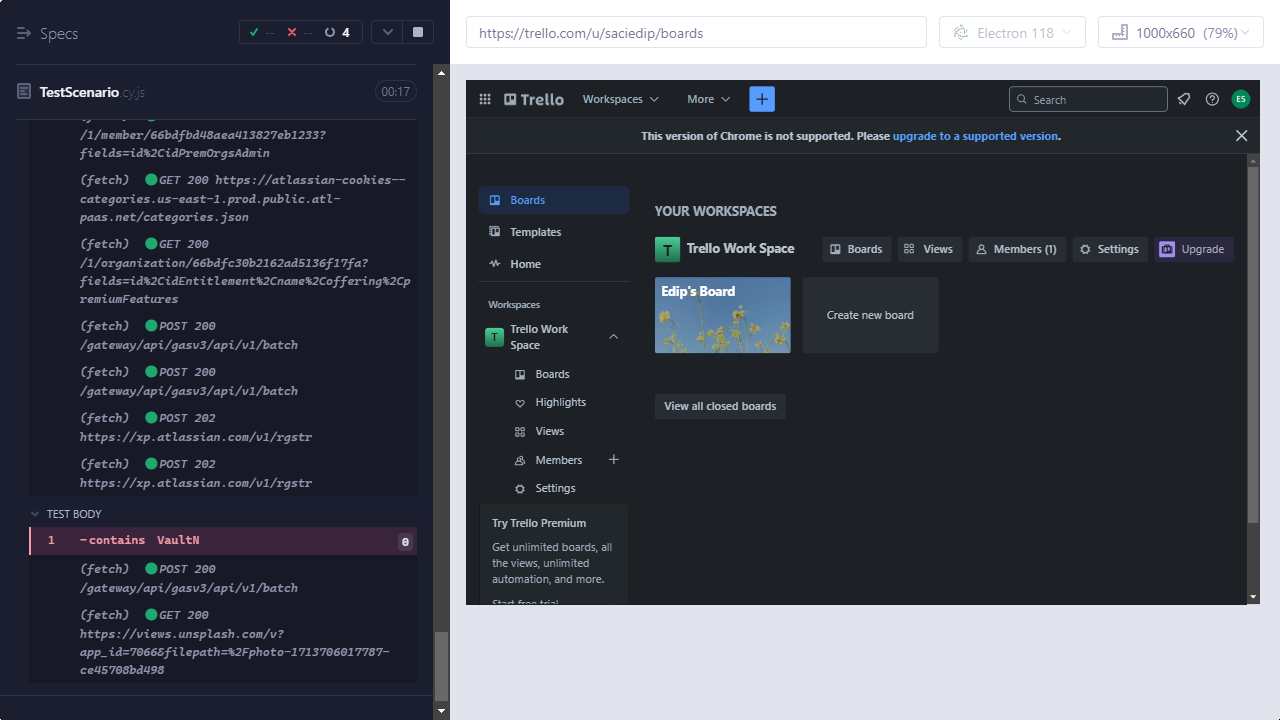 Specs
--
--
4
https://trello.com/u/saciedip/boards
Electron 118
1000x660 (79%)
TestScenario.cy.js
00:17
(fetch) GET 200
/1/member/66bdfbd48aea413827eb1233?
fields=id%2CidPremOrgsAdmin
(fetch) GET 200 https://atlassian-cookies--
categories.us-east-1.prod.public.atl-
paas.net/categories.json
(fetch) GET 200
/1/organization/66bdfc30b2162ad5136f17fa?
fields=id%2CidEntitlement%2Cname%2Coffering%2Cp
remiumFeatures
(fetch) POST 200
/gateway/api/gasv3/api/v1/batch
(fetch) POST 200
/gateway/api/gasv3/api/v1/batch
(fetch) POST 202
https://xp.atlassian.com/v1/rgstr
(fetch) POST 202
https://xp.atlassian.com/v1/rgstr
TEST BODY
1 -contains VaultN 0
(fetch) POST 200
/gateway/api/gasv3/api/v1/batch
(fetch) GET 200
https://views.unsplash.com/v?
app_id=7066&filepath=%2Fphoto-1713706017787-
ce45708bd498
Trello
Workspaces
More
Search
ES
This version of Chrome is not supported. Please upgrade to a supported version.
Boards
Templates
Home
Workspaces
T
Trello Work
Space
Boards
Highlights
Views
Members
Settings
Try Trello Premium
Get unlimited boards, all
the views, unlimited
automation, and more.
Start free trial
YOUR WORKSPACES
T
Trello Work Space
Boards
Views
Members (1)
Settings
Upgrade
Edip's Board
Create new board
View all closed boards